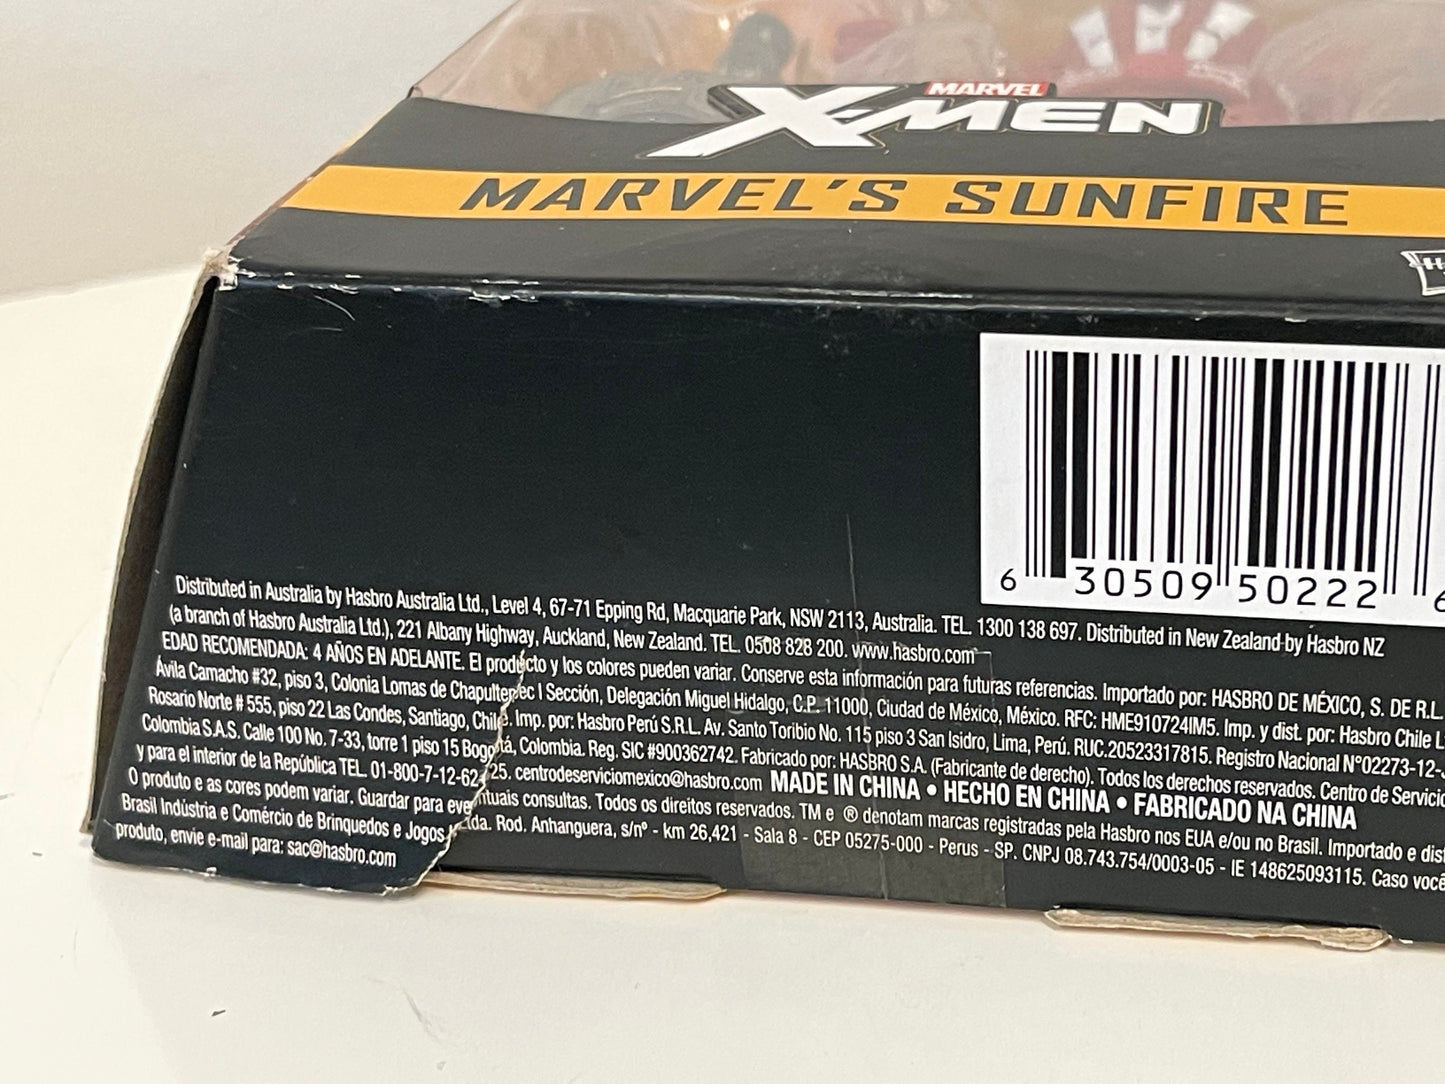 MARVEL
X-MEN
MARVEL'S SUNFIRE
6 30509 50222
Distributed in Australia by Hasbro Australia Ltd., Level 4, 67-71 Epping Rd, Macquarie Park, NSW 2113, Australia. TEL. 1300 138 697. Distributed in New Zealand by Hasbro NZ
(a branch of Hasbro Australia Ltd.), 221 Albany Highway, Auckland, New Zealand. TEL. 0508 828 200. www.hasbro.com
EDAD RECOMENDADA: 4 AÑOS EN ADELANTE. El producto y los colores pueden variar. Conserve esta información para futuras referencias. Importado por: HASBRO DE MÉXICO, S. DE R.L.
Ávila Camacho #32, piso 3, Colonia Lomas de Chapultepec I Sección, Delegación Miguel Hidalgo, C.P. 11000, Ciudad de México, México. RFC: HME910724IM5. Imp. y dist. por: Hasbro Chile
Rosario Norte # 555, piso 22 Las Condes, Santiago, Chile. Imp. por: Hasbro Perú S.R.L. Av. Santo Toribio No. 115 piso 3 San Isidro, Lima, Perú. RUC.20523317815. Registro Nacional N°02273-12-
Colombia S.A.S. Calle 100 No. 7-33, torre 1 piso 15 Bogotá, Colombia. Reg. SIC #900362742. Fabricado por: HASBRO S.A. (Fabricante de derecho). Todos los derechos reservados. Centro de Servicio
y para el interior de la República TEL. 01-800-7-12-62-25. centrodeserviciomexico@hasbro.com MADE IN CHINA • HECHO EN CHINA • FABRICADO NA CHINA
O produto e as cores podem variar. Guardar para eventuais consultas. Todos os direitos reservados. TM e ® denotam marcas registradas pela Hasbro nos EUA e/ou no Brasil. Importado e
Brasil Indústria e Comércio de Brinquedos e Jogos Ltda. Rod. Anhanguera, s/nº - km 26,421 - Sala 8 - CEP 05275-000 - Perus - SP. CNPJ 08.743.754/0003-05 - IE 148625093115. Caso você
produto, envie e-mail para: sac@hasbro.com